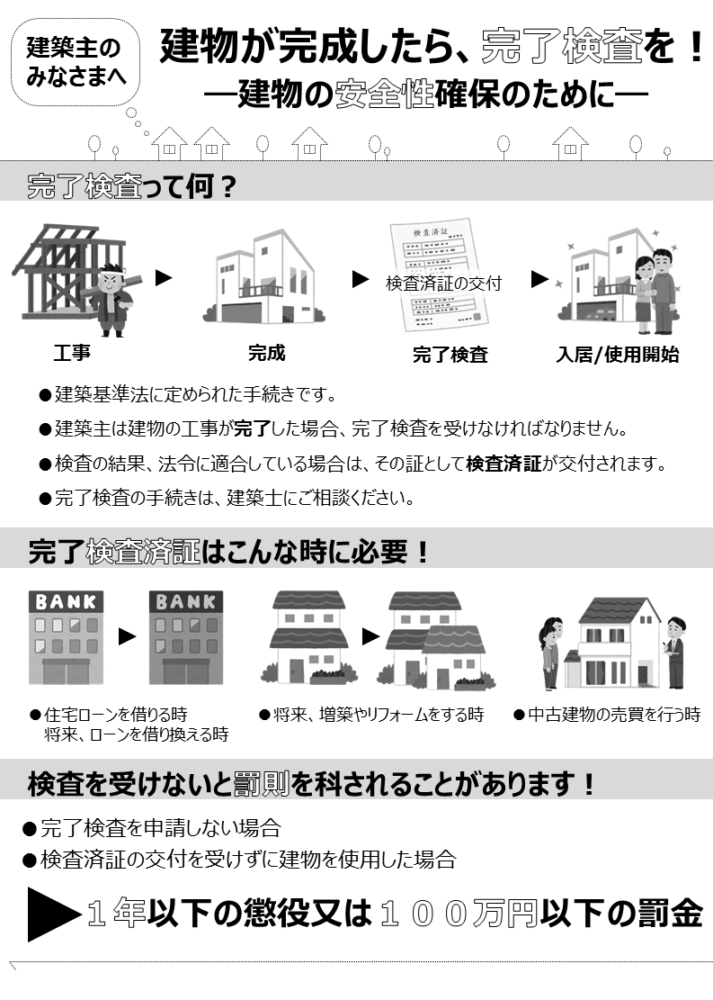 建築主の
みなさまへ
建物が完成したら、完了検査を！
―建物の安全性確保のために―
完了検査って何？
検査済証
検査済証の交付
工事
完成
完了検査
入居/使用開始
●建築基準法に定められた手続きです。
●建築主は建物の工事が完了した場合、完了検査を受けなければなりません。
●検査の結果、法令に適合している場合は、その証として検査済証が交付されます。
●完了検査の手続きは、建築士にご相談ください。
完了検査済証はこんな時に必要！
BANK
BANK
●住宅ローンを借りる時
将来、ローンを借り換える時
●将来、増築やリフォームをする時
●中古建物の売買を行う時
検査を受けないと罰則を科されることがあります！
●完了検査を申請しない場合
●検査済証の交付を受けずに建物を使用した場合
１年以下の懲役又は１００万円以下の罰金